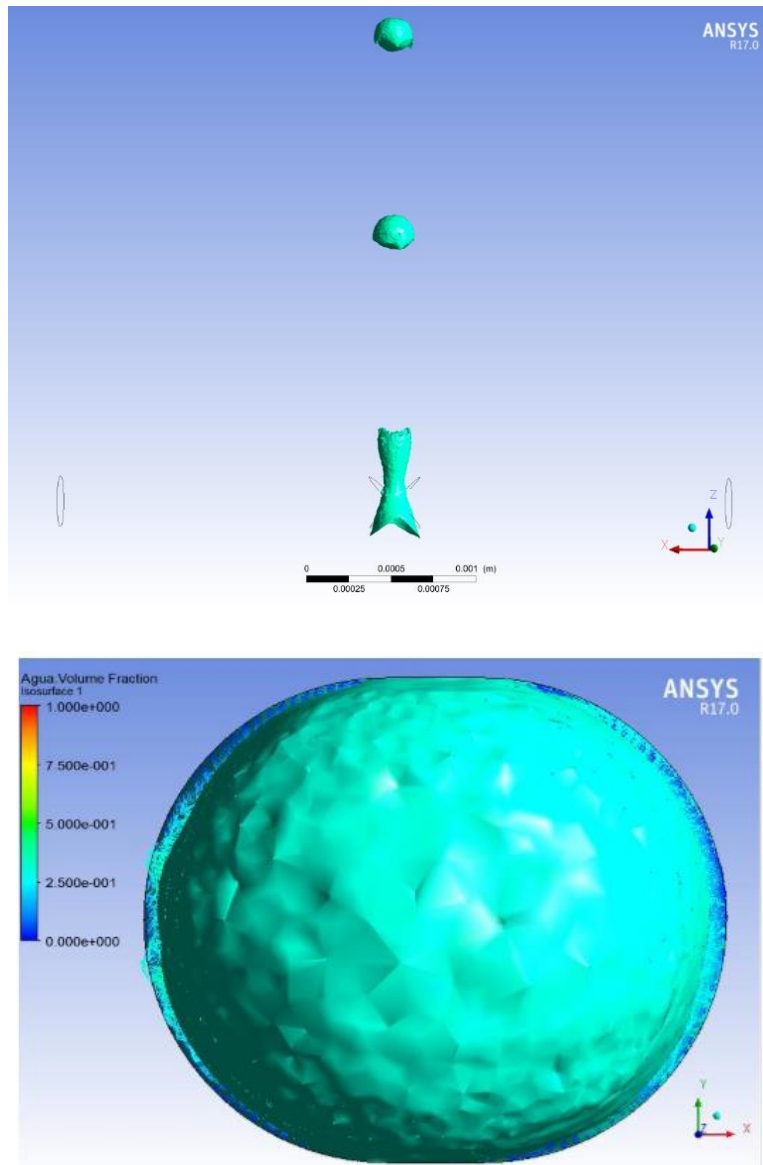 ANSYS
R17.0
Z
X
Y
0 0.0005 0.001 (m)
0.00025 0.00075
Agua.Volume Fraction
Isosurface 1
ANSYS
R17.0
1.000e+000
7.500e-001
5.000e-001
2.500e-001
0.000e+000
Y
Z
X